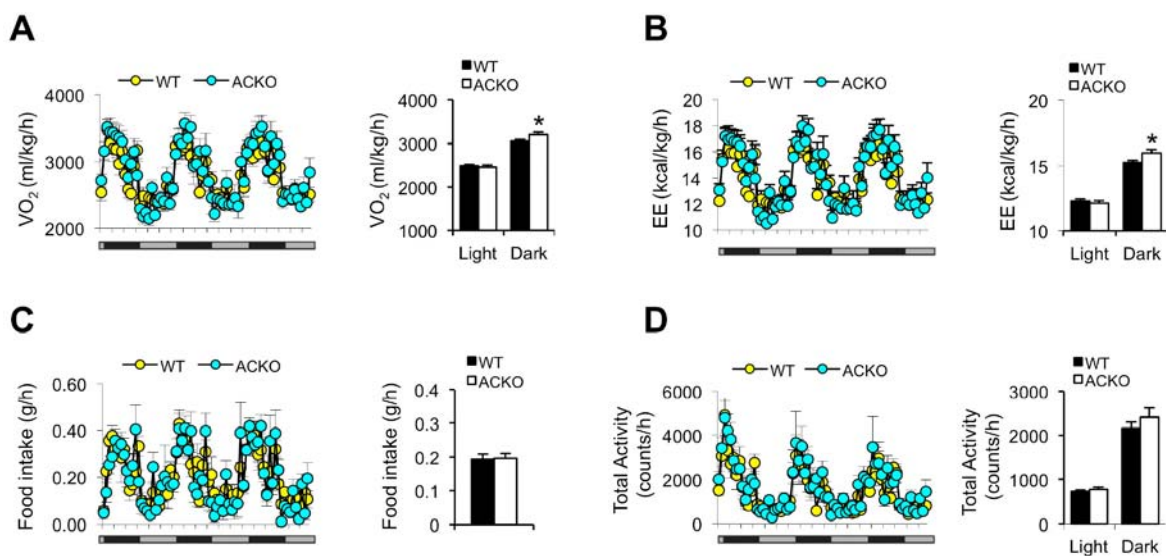 A
WT ACKO
VO2 (ml/kg/h)
4000
3000
2000
WT
ACKO
VO2 (ml/kg/h)
4000
3000
2000
1000
*
Light Dark
B
WT ACKO
EE (kcal/kg/h)
20
18
16
14
12
10
WT
ACKO
EE (kcal/kg/h)
20
15
10
*
Light Dark
C
WT ACKO
Food intake (g/h)
0.60
0.40
0.20
0.00
WT
ACKO
Food intake (g/h)
0.4
0.3
0.2
0.1
0
D
WT ACKO
Total Activity
(counts/h)
6000
4000
2000
0
WT
ACKO
Total Activity
(counts/h)
3000
2000
1000
0
Light Dark